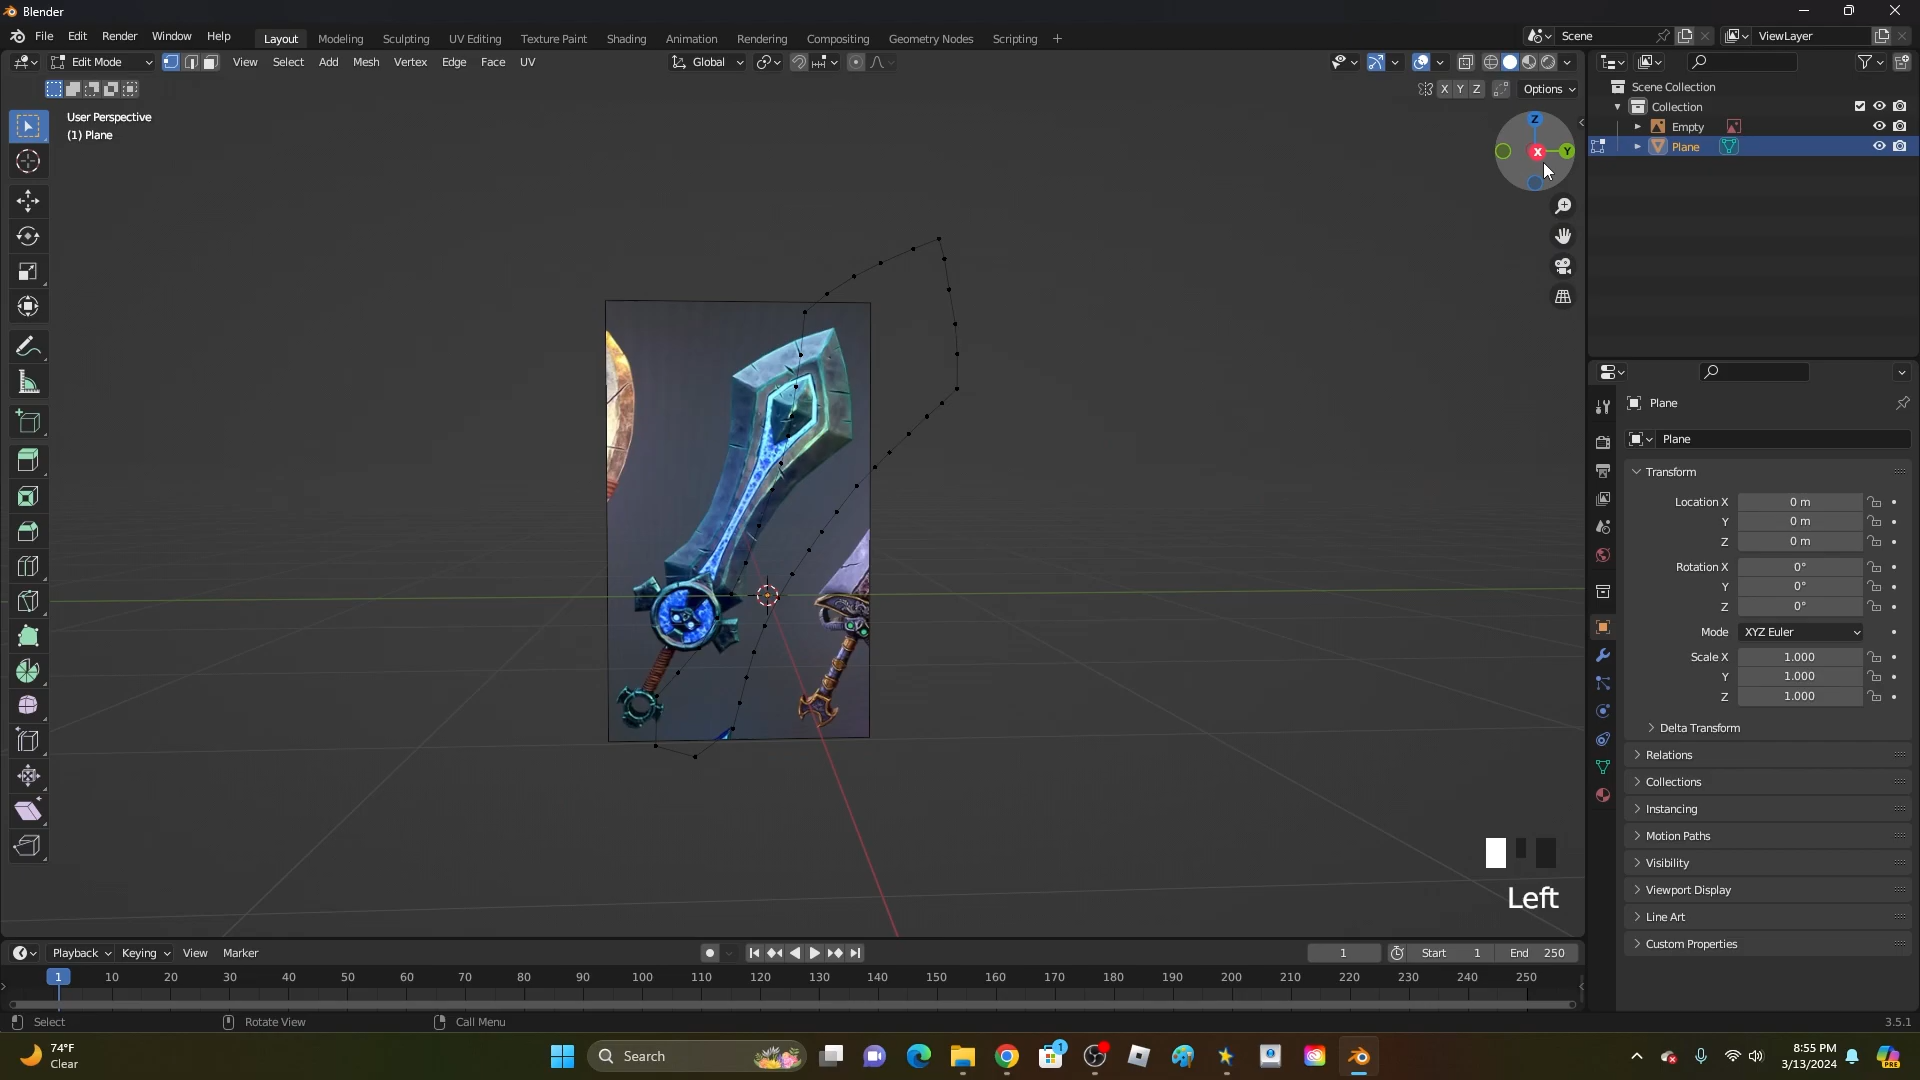 Blender
File Edit Render Window Help Layout Modeling Sculpting UV Editing Texture Paint Shading Animation Rendering Compositing Geometry Nodes Scripting + Scene ViewLayer
Edit Mode View Select Add Mesh Vertex Edge Face UV Global
X Y Z Options
User Perspective
(1) Plane
Z
X Y
Scene Collection
Collection
Empty
Plane
Plane
Plane
Transform
Location X 0 m
Y 0 m
Z 0 m
Rotation X 0°
Y 0°
Z 0°
Mode XYZ Euler
Scale X 1.000
Y 1.000
Z 1.000
Delta Transform
Relations
Collections
Instancing
Motion Paths
Visibility
Viewport Display
Line Art
Custom Properties
Left
Playback Keying View Marker 1 Start 1 End 250
1 10 20 30 40 50 60 70 80 90 100 110 120 130 140 150 160 170 180 190 200 210 220 230 240 250
Select Rotate View Call Menu 3.5.1
74°F
Clear
Search
1
8:55 PM
3/13/2024
PRE